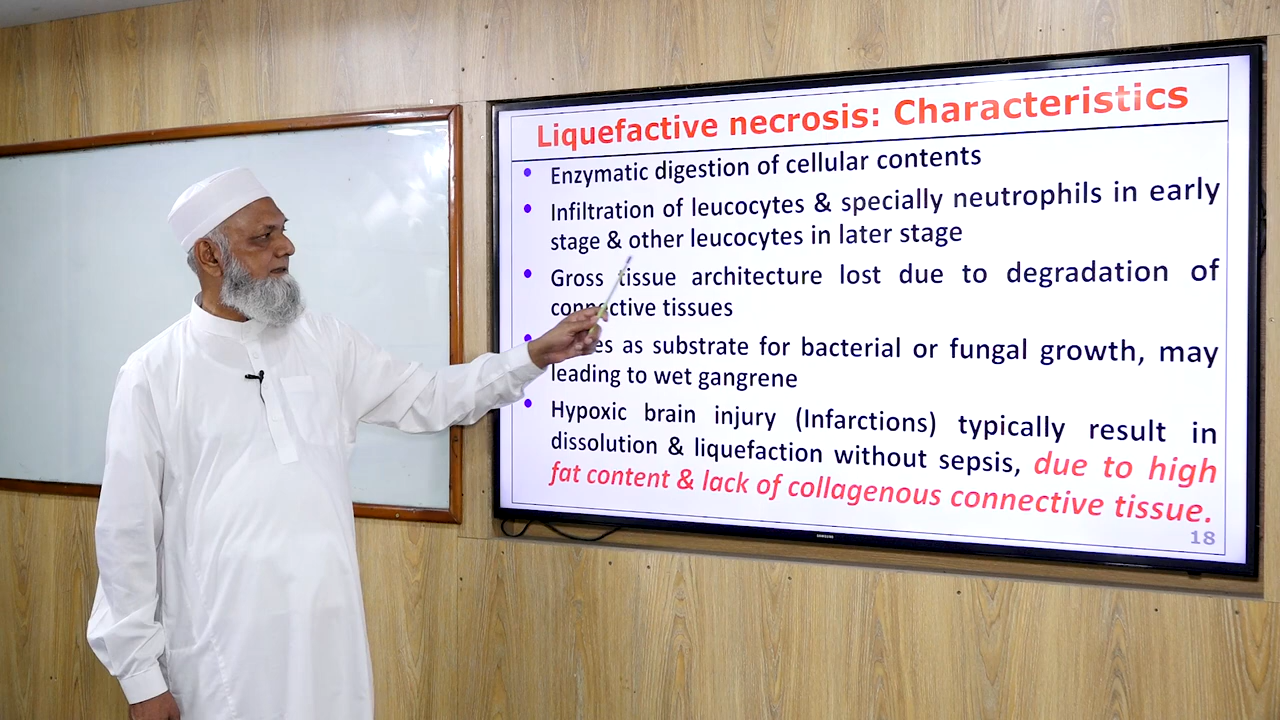 Liquefactive necrosis: Characteristics
• Enzymatic digestion of cellular contents
• Infiltration of leucocytes & specially neutrophils in early
stage & other leucocytes in later stage
• Gross tissue architecture lost due to degradation of
connective tissues
as substrate for bacterial or fungal growth, may
leading to wet gangrene
• Hypoxic brain injury (Infarctions) typically result in
dissolution & liquefaction without sepsis, due to high
fat content & lack of collagenous connective tissue.
18
SAMSUNG